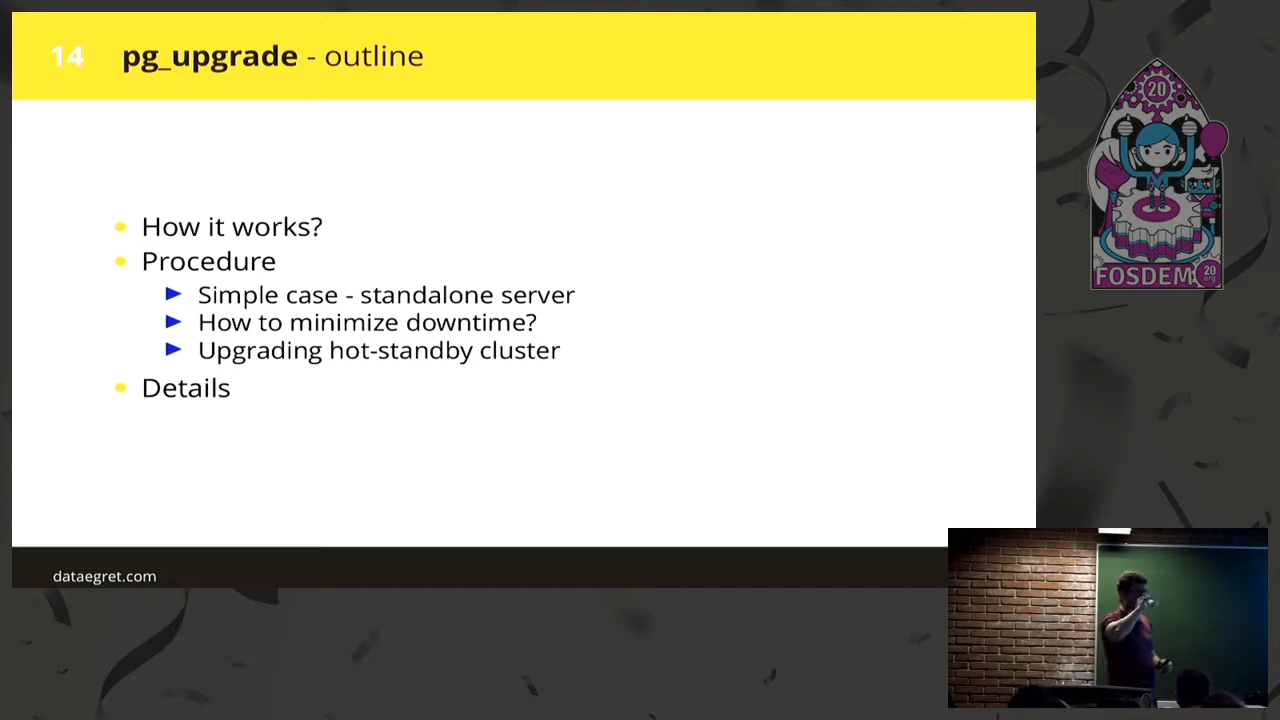 14 pg_upgrade - outline
How it works?
Procedure
Simple case - standalone server
How to minimize downtime?
Upgrading hot-standby cluster
Details
dataegret.com
20
FOSDEM 20
.org